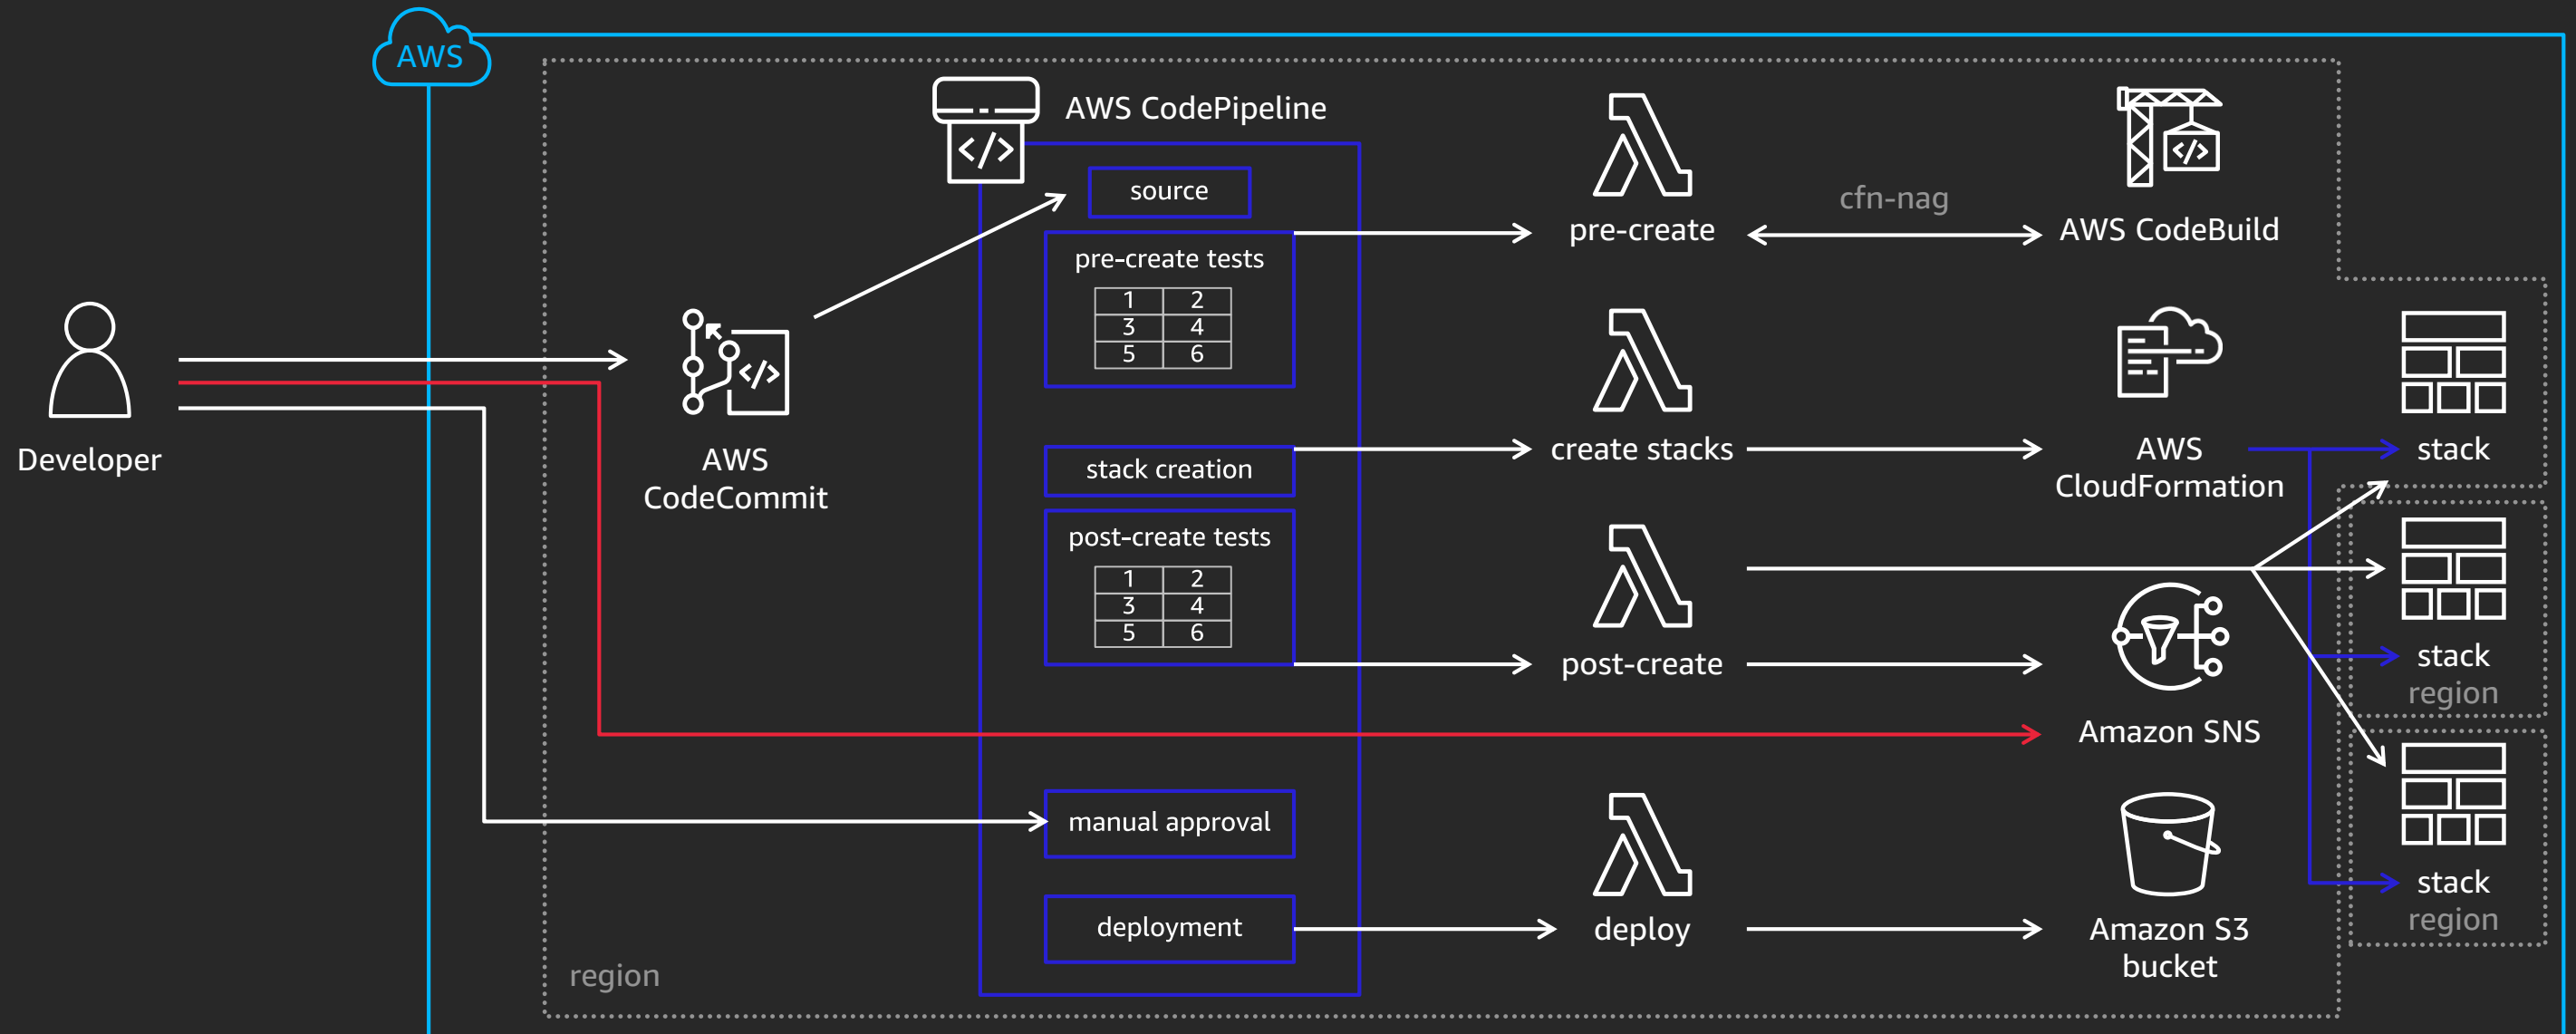 AWS
AWS CodePipeline
source
pre-create tests
1 2
3 4
5 6
stack creation
post-create tests
1 2
3 4
5 6
manual approval
deployment
Developer
AWS
CodeCommit
region
pre-create
cfn-nag
AWS CodeBuild
create stacks
AWS
CloudFormation
stack
post-create
Amazon SNS
stack
region
deploy
Amazon S3
bucket
stack
region